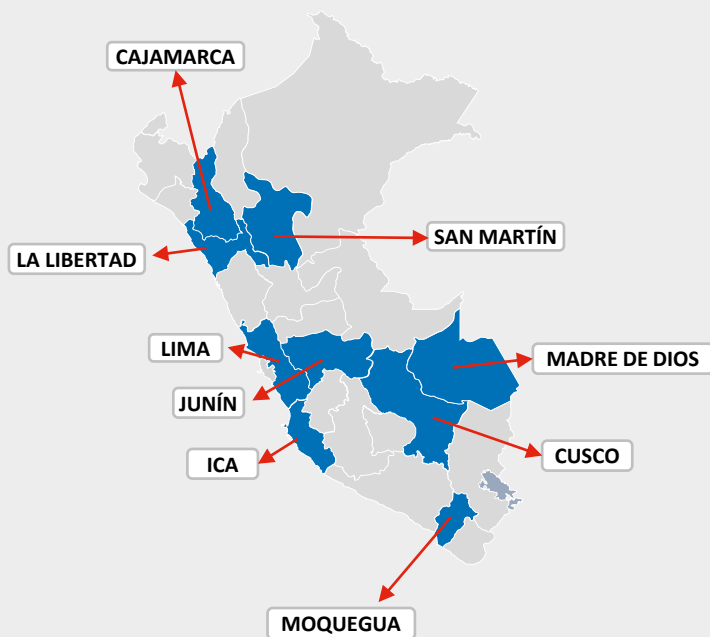 CAJAMARCA
SAN MARTÍN
LA LIBERTAD
LIMA
MADRE DE DIOS
JUNÍN
CUSCO
ICA
MOQUEGUA